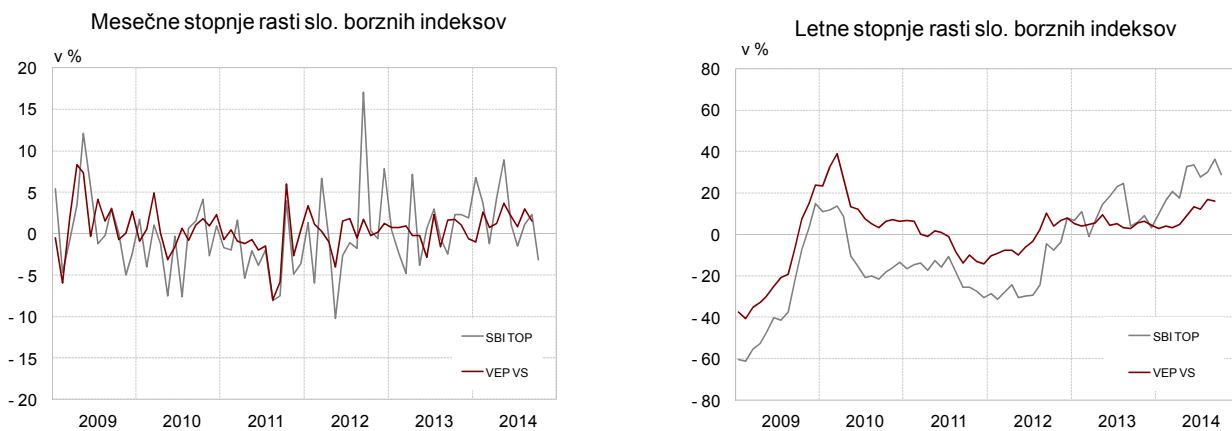 Mesečne stopnje rasti slo. borznih indeksov
v %
20
15
10
5
0
- 5
- 10
- 15
- 20
SBI TOP
VEP VS
2009 2010 2011 2012 2013 2014
Letne stopnje rasti slo. borznih indeksov
v %
80
60
40
20
0
- 20
- 40
- 60
- 80
SBI TOP
VEP VS
2009 2010 2011 2012 2013 2014